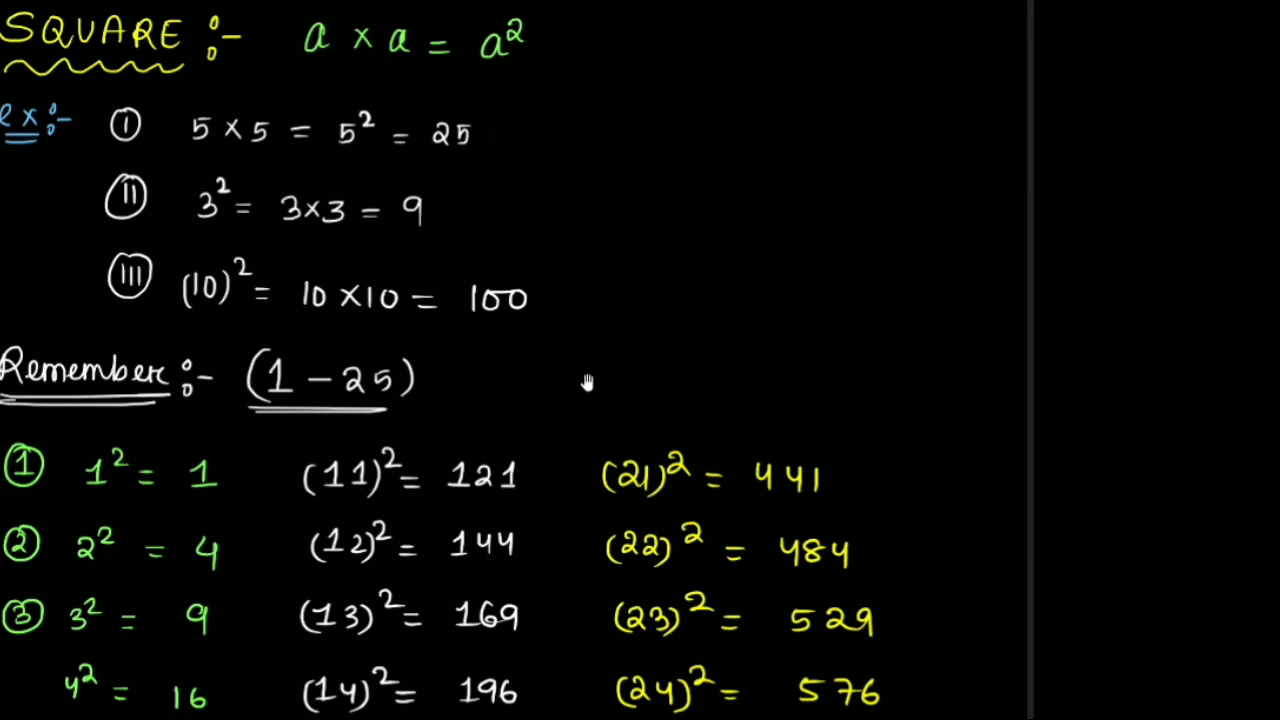 SQUARE :- a × a = a²
ex :- (i) 5 × 5 = 5² = 25
(ii) 3² = 3×3 = 9
(iii) (10)² = 10 ×10 = 100
Remember :- (1 - 25)
① 1² = 1 (11)² = 121 (21)² = 441
② 2² = 4 (12)² = 144 (22)² = 484
③ 3² = 9 (13)² = 169 (23)² = 529
4² = 16 (14)² = 196 (24)² = 576